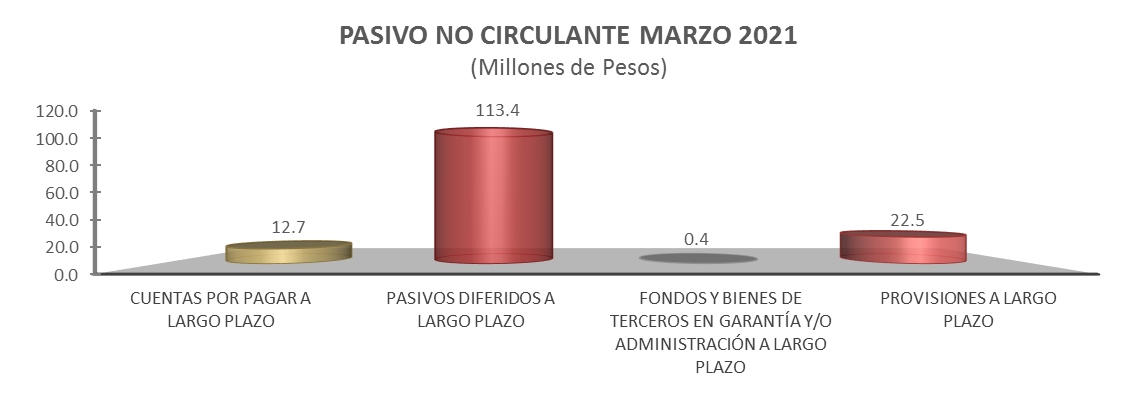 PASIVO NO CIRCULANTE MARZO 2021
(Millones de Pesos)
120.0
100.0
80.0
60.0
40.0
20.0
0.0
12.7
113.4
0.4
22.5
CUENTAS POR PAGAR A
LARGO PLAZO
PASIVOS DIFERIDOS A
LARGO PLAZO
FONDOS Y BIENES DE
TERCEROS EN GARANTÍA Y/O
ADMINISTRACIÓN A LARGO
PLAZO
PROVISIONES A LARGO
PLAZO